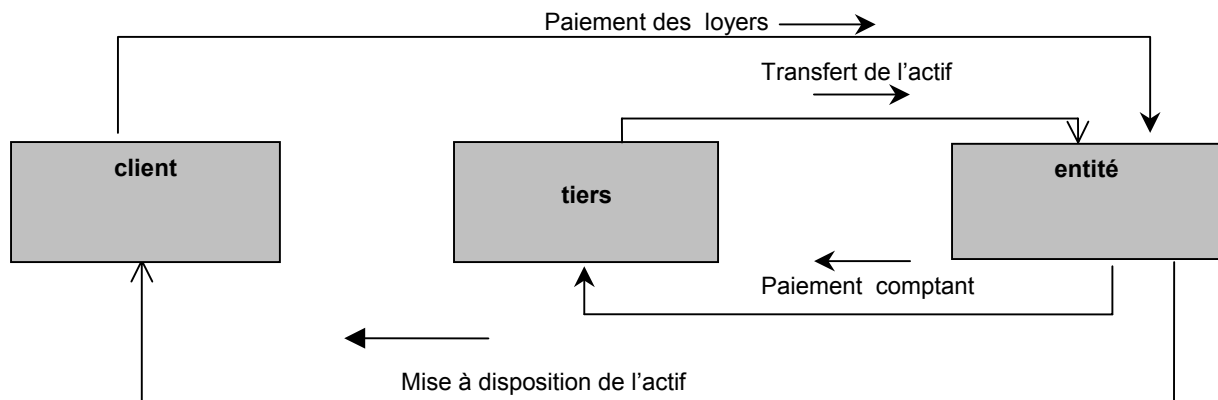 Paiement des loyers
Transfert de l’actif
client
tiers
entité
Paiement comptant
Mise à disposition de l’actif